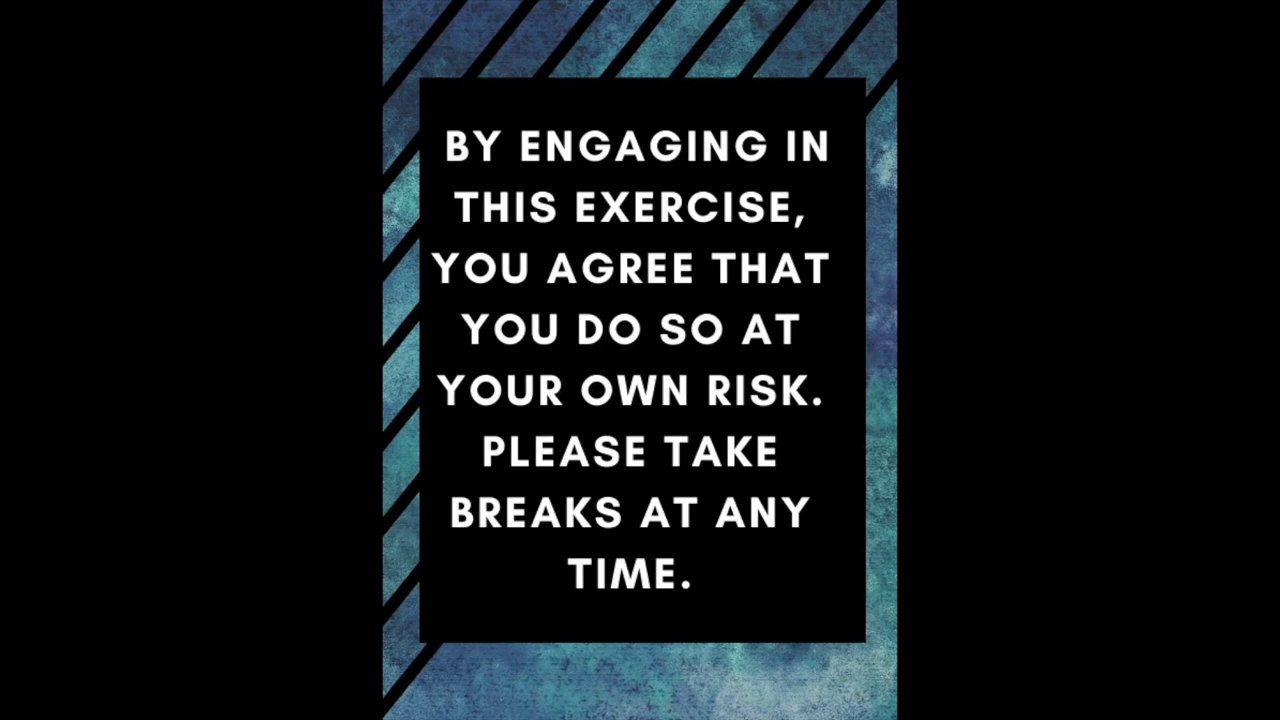 BY ENGAGING IN
THIS EXERCISE,
YOU AGREE THAT
YOU DO SO AT
YOUR OWN RISK.
PLEASE TAKE
BREAKS AT ANY
TIME.